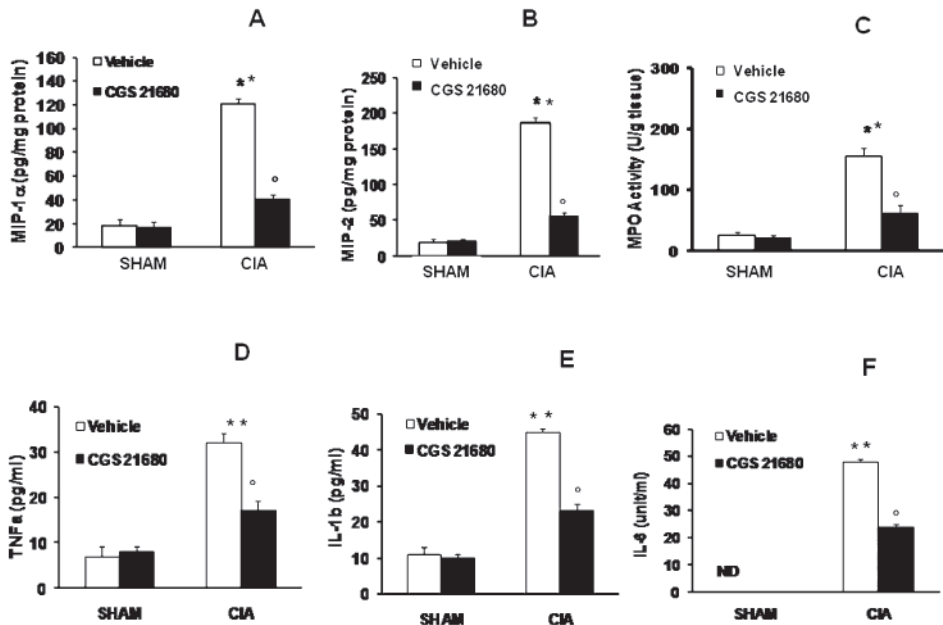 A
MIP-1 α (pg/mg protein)
160
140
120
100
80
60
40
20
0
Vehicle
CGS 21680
* *
°
SHAM CIA
B
MIP-2 (pg/mg protein)
250
200
150
100
50
0
Vehicle
CGS 21680
* *
°
SHAM CIA
C
MPO Activity (U/g tissue)
300
200
100
0
Vehicle
CGS 21680
* *
°
SHAM CIA
D
TNFa (pg/ml)
40
30
20
10
0
Vehicle
CGS 21680
* *
°
SHAM CIA
E
IL-1b (pg/ml)
50
40
30
20
10
0
Vehicle
CGS 21680
* *
°
SHAM CIA
F
IL-6 (unit/ml)
60
50
40
30
20
10
0
Vehicle
CGS 21680
* *
°
ND
SHAM CIA